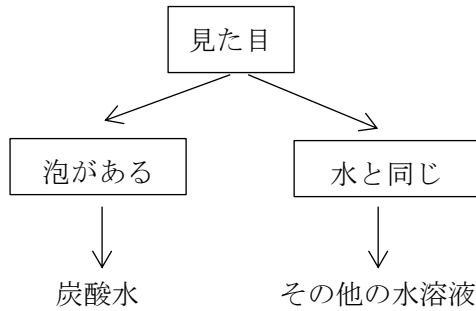 見た目
泡がある
水と同じ
炭酸水
その他の水溶液